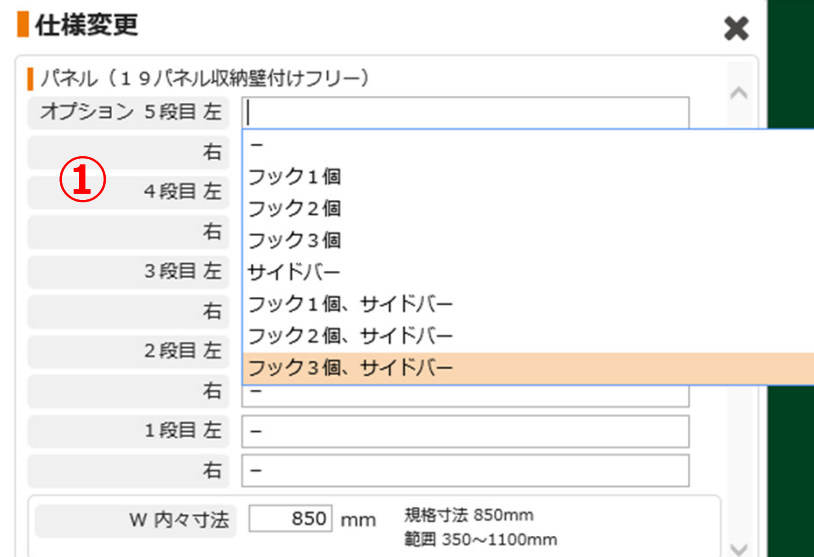 仕様変更
パネル（１９パネル収納壁付けフリー）
オプション ５段目 左
右
－
①
フック１個
４段目 左
フック２個
右
フック３個
３段目 左
サイドバー
右
フック１個、サイドバー
２段目 左
フック２個、サイドバー
フック３個、サイドバー
右
－
１段目 左
－
右
－
W 内々寸法
850 mm
規格寸法 850mm
範囲 350～1100mm